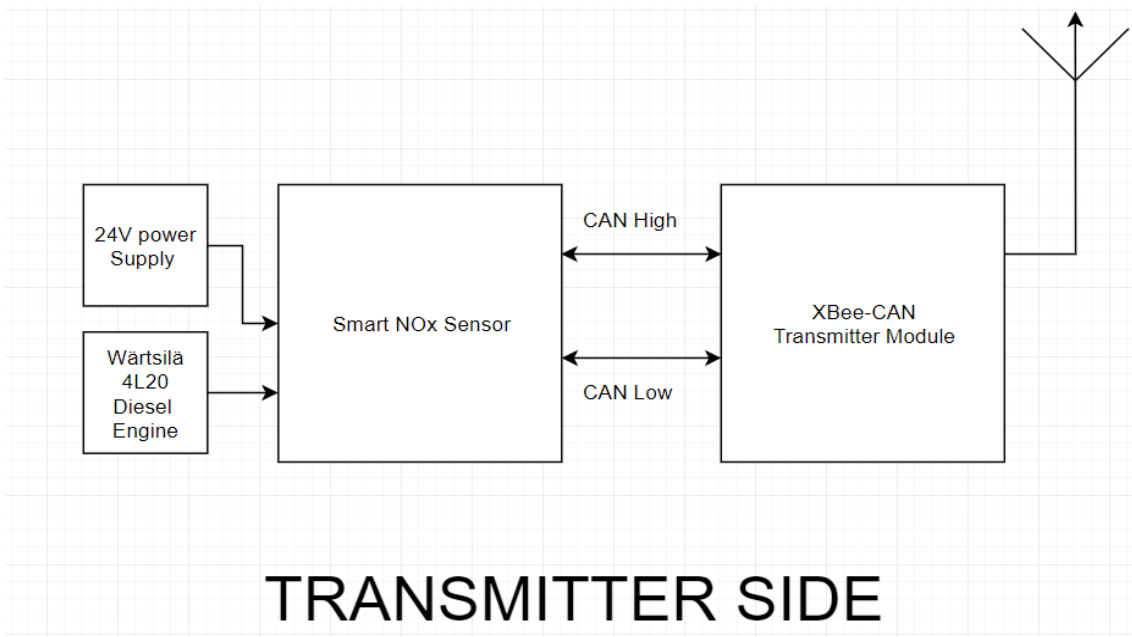 24V power
Supply
Wärtsilä
4L20
Diesel
Engine
Smart NOx Sensor
CAN High
CAN Low
XBee-CAN
Transmitter Module
TRANSMITTER SIDE